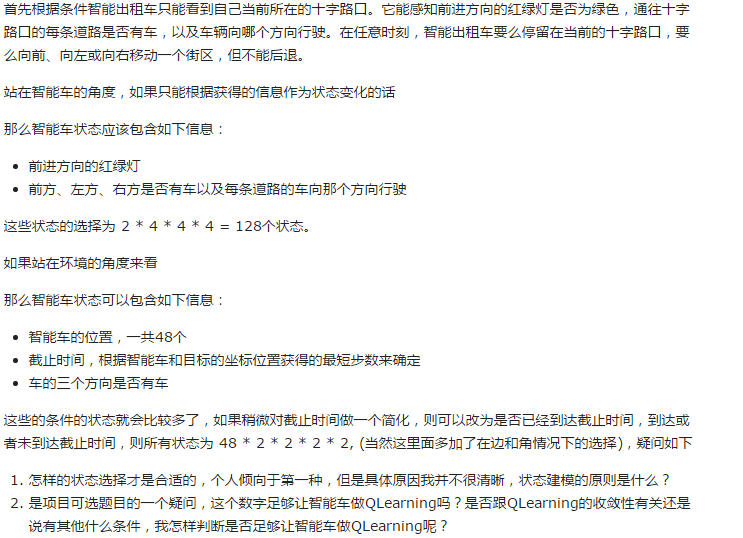 首先根据条件智能出租车只能看到自己当前所在的十字路口。它能感知前进方向的红绿灯是否为绿色，通往十字
路口的每条道路是否有车，以及车辆向哪个方向行驶。在任意时刻，智能出租车要么停留在当前的十字路口，要
么向前、向左或向右移动一个街区，但不能后退。
站在智能车的角度，如果只能根据获得的信息作为状态变化的话
那么智能车状态应该包含如下信息：
• 前进方向的红绿灯
• 前方、左方、右方是否有车以及每条道路的车向那个方向行驶
这些状态的选择为 2 * 4 * 4 * 4 = 128个状态。
如果站在环境的角度来看
那么智能车状态可以包含如下信息：
• 智能车的位置，一共48个
• 截止时间，根据智能车和目标的坐标位置获得的最短步数来确定
• 车的三个方向是否有车
这些的条件的状态就会比较多了，如果稍微对截止时间做一个简化，则可以改为是否已经到达截止时间，到达或
者未到达截止时间，则所有状态为 48 * 2 * 2 * 2 * 2, (当然这里面多加了在边和角情况下的选择)，疑问如下
1. 怎样的状态选择才是合适的，个人倾向于第一种，但是具体原因我并不很清晰，状态建模的原则是什么？
2. 是项目可选题目的一个疑问，这个数字足够让智能车做QLearning吗？是否跟QLearning的收敛性有关还是
说有其他什么条件，我怎样判断是否足够让智能车做QLearning呢？